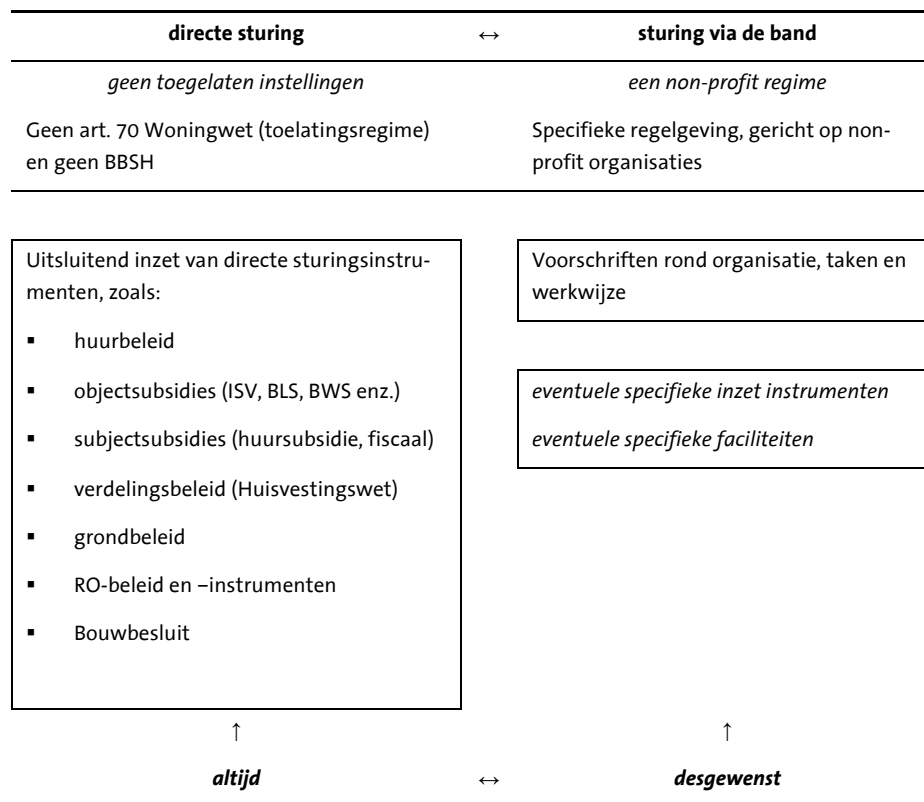 directe sturing ↔ sturing via de band
geen toegelaten instellingen
een non-profit regime
Geen art. 70 Woningwet (toelatingsregime)
en geen BBSH
Specifieke regelgeving, gericht op non-
profit organisaties
Uitsluitend inzet van directe sturingsinstru-
menten, zoals:
▪ huurbeleid
▪ objectsubsidies (ISV, BLS, BWS enz.)
▪ subjectsubsidies (huursubsidie, fiscaal)
▪ verdelingsbeleid (Huisvestingswet)
▪ grondbeleid
▪ RO-beleid en –instrumenten
▪ Bouwbesluit
Voorschriften rond organisatie, taken en
werkwijze
eventuele specifieke inzet instrumenten
eventuele specifieke faciliteiten
↑ ↑
altijd ↔ desgewenst